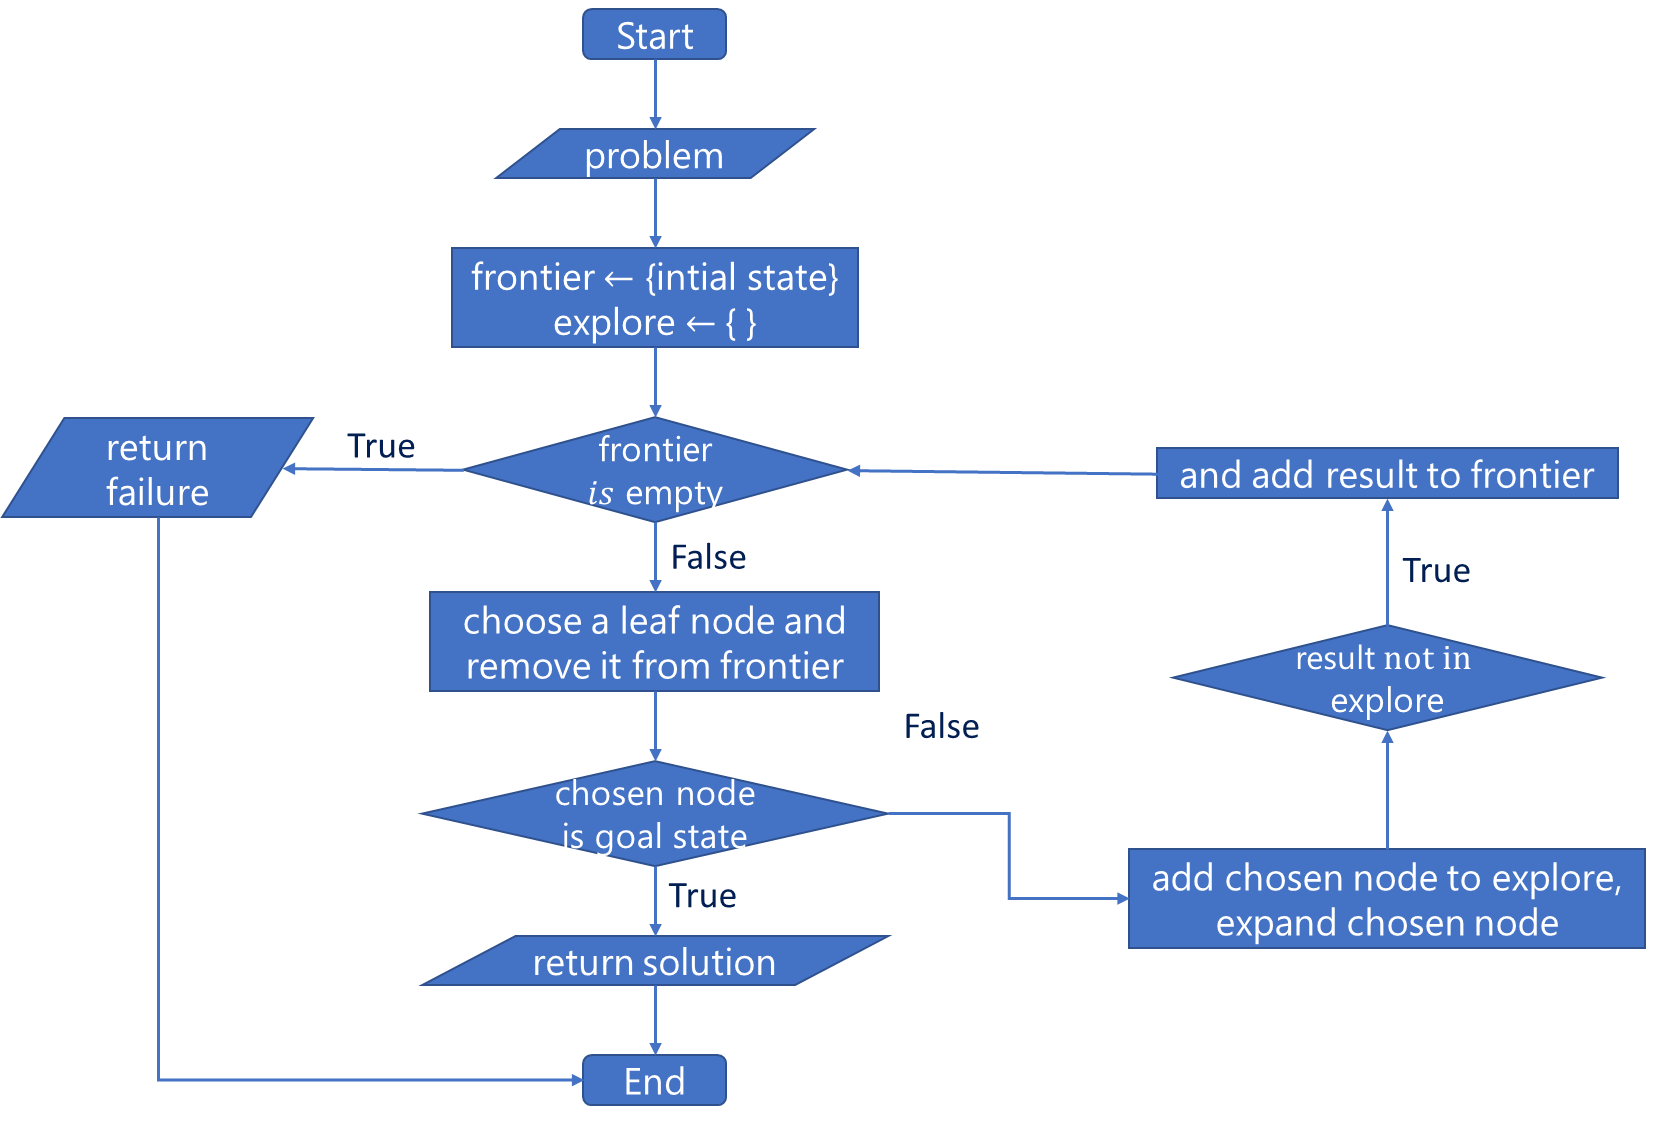 Start
problem
frontier ← {intial state}
explore ← { }
return
failure
True
frontier
is empty
and add result to frontier
False
True
choose a leaf node and
remove it from frontier
result not in
explore
False
chosen node
is goal state
add chosen node to explore,
expand chosen node
True
return solution
End